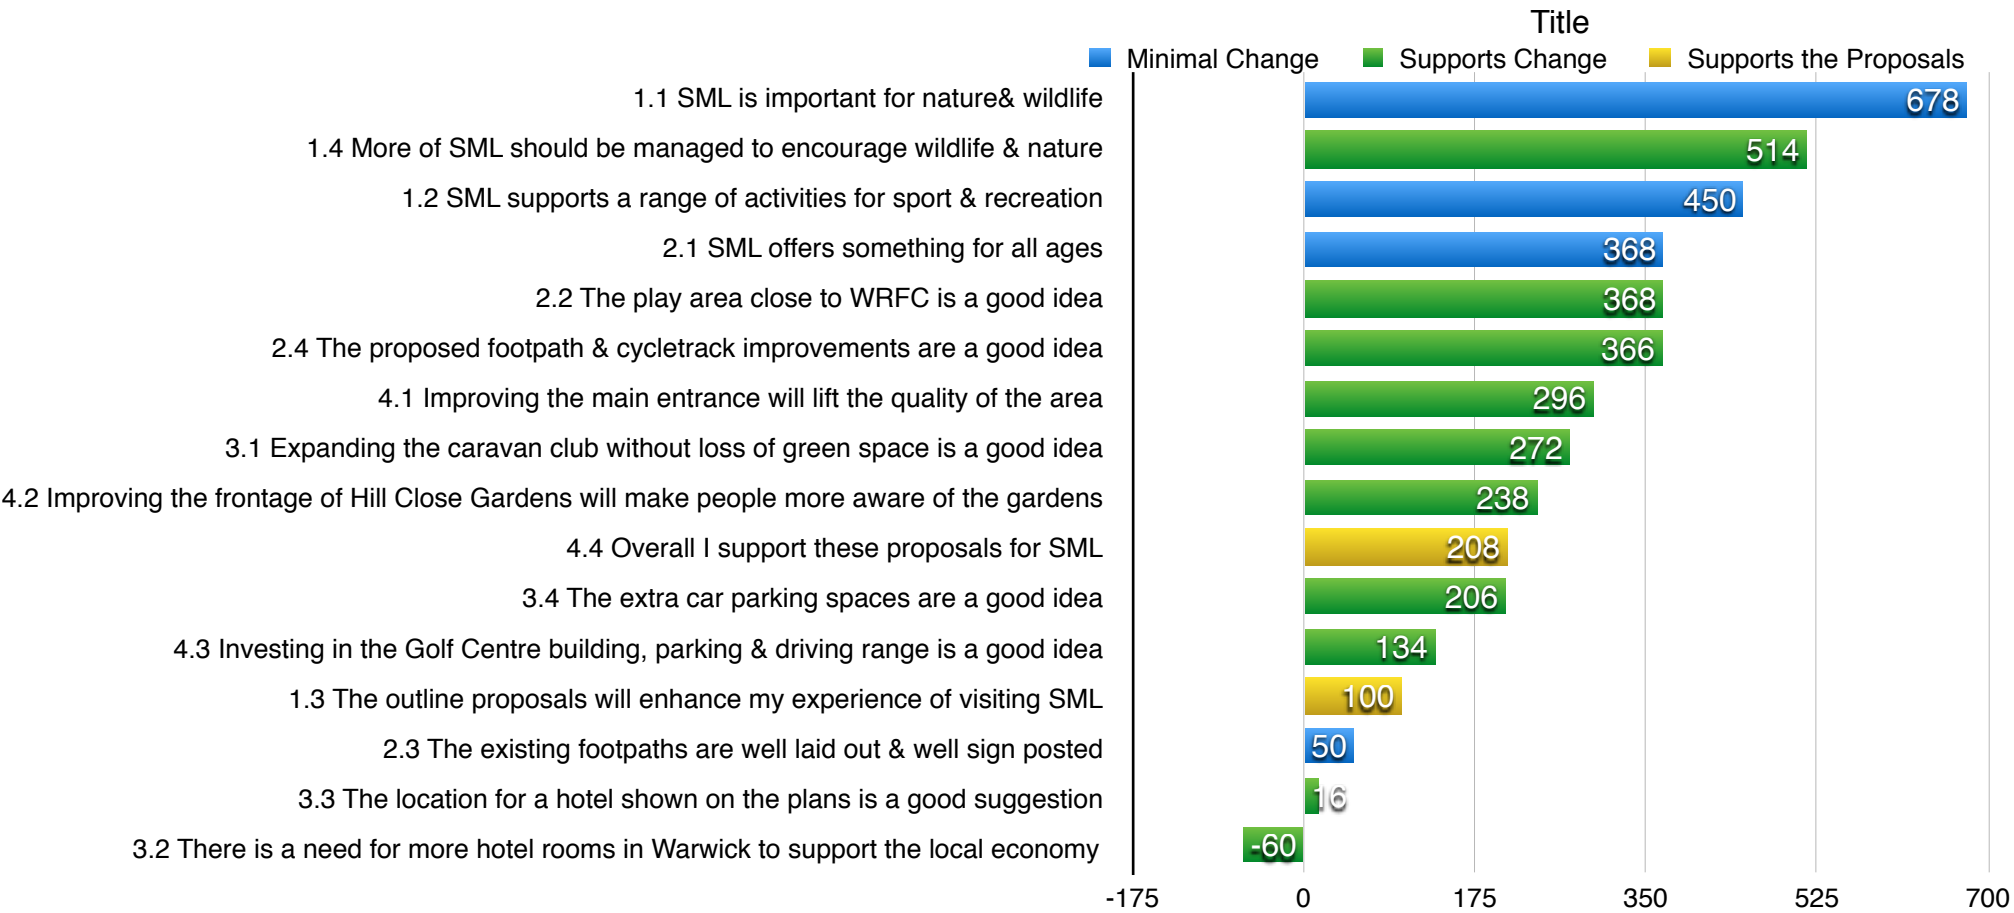 Title
Minimal Change Supports Change Supports the Proposals
1.1 SML is important for nature& wildlife 678
1.4 More of SML should be managed to encourage wildlife & nature 514
1.2 SML supports a range of activities for sport & recreation 450
2.1 SML offers something for all ages 368
2.2 The play area close to WRFC is a good idea 368
2.4 The proposed footpath & cycletrack improvements are a good idea 366
4.1 Improving the main entrance will lift the quality of the area 296
3.1 Expanding the caravan club without loss of green space is a good idea 272
4.2 Improving the frontage of Hill Close Gardens will make people more aware of the gardens 238
4.4 Overall I support these proposals for SML 208
3.4 The extra car parking spaces are a good idea 206
4.3 Investing in the Golf Centre building, parking & driving range is a good idea 134
1.3 The outline proposals will enhance my experience of visiting SML 100
2.3 The existing footpaths are well laid out & well sign posted 50
3.3 The location for a hotel shown on the plans is a good suggestion 16
3.2 There is a need for more hotel rooms in Warwick to support the local economy -60
-175 0 175 350 525 700